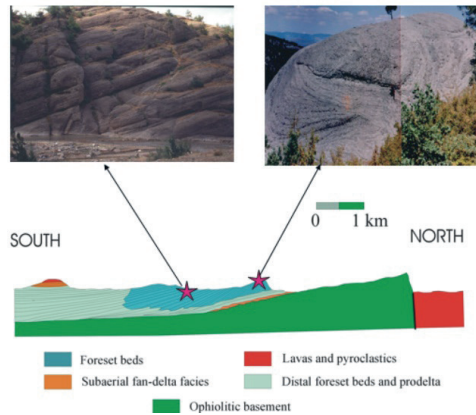 0 1 km
SOUTH
NORTH
Foreset beds
Lavas and pyroclastics
Subaerial fan-delta facies
Distal foreset beds and prodelta
Ophiolitic basement